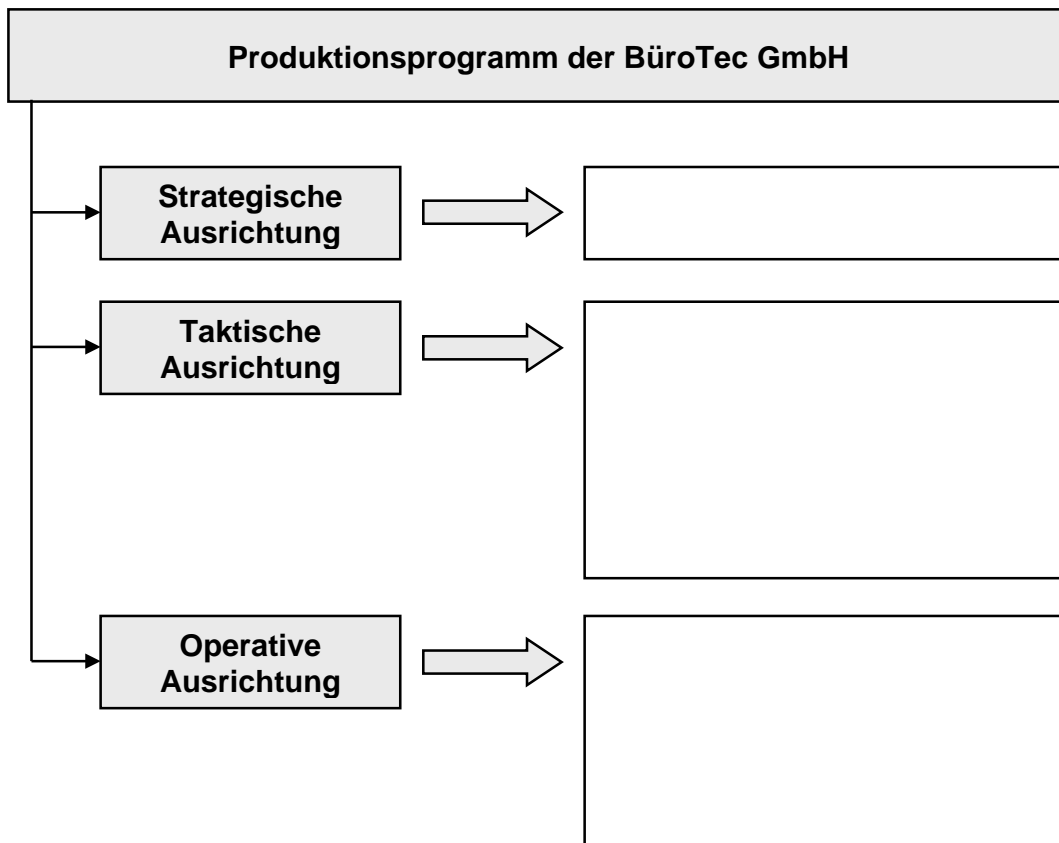 Produktionsprogramm der BüroTec GmbH
Strategische
Ausrichtung
Taktische
Ausrichtung
Operative
Ausrichtung